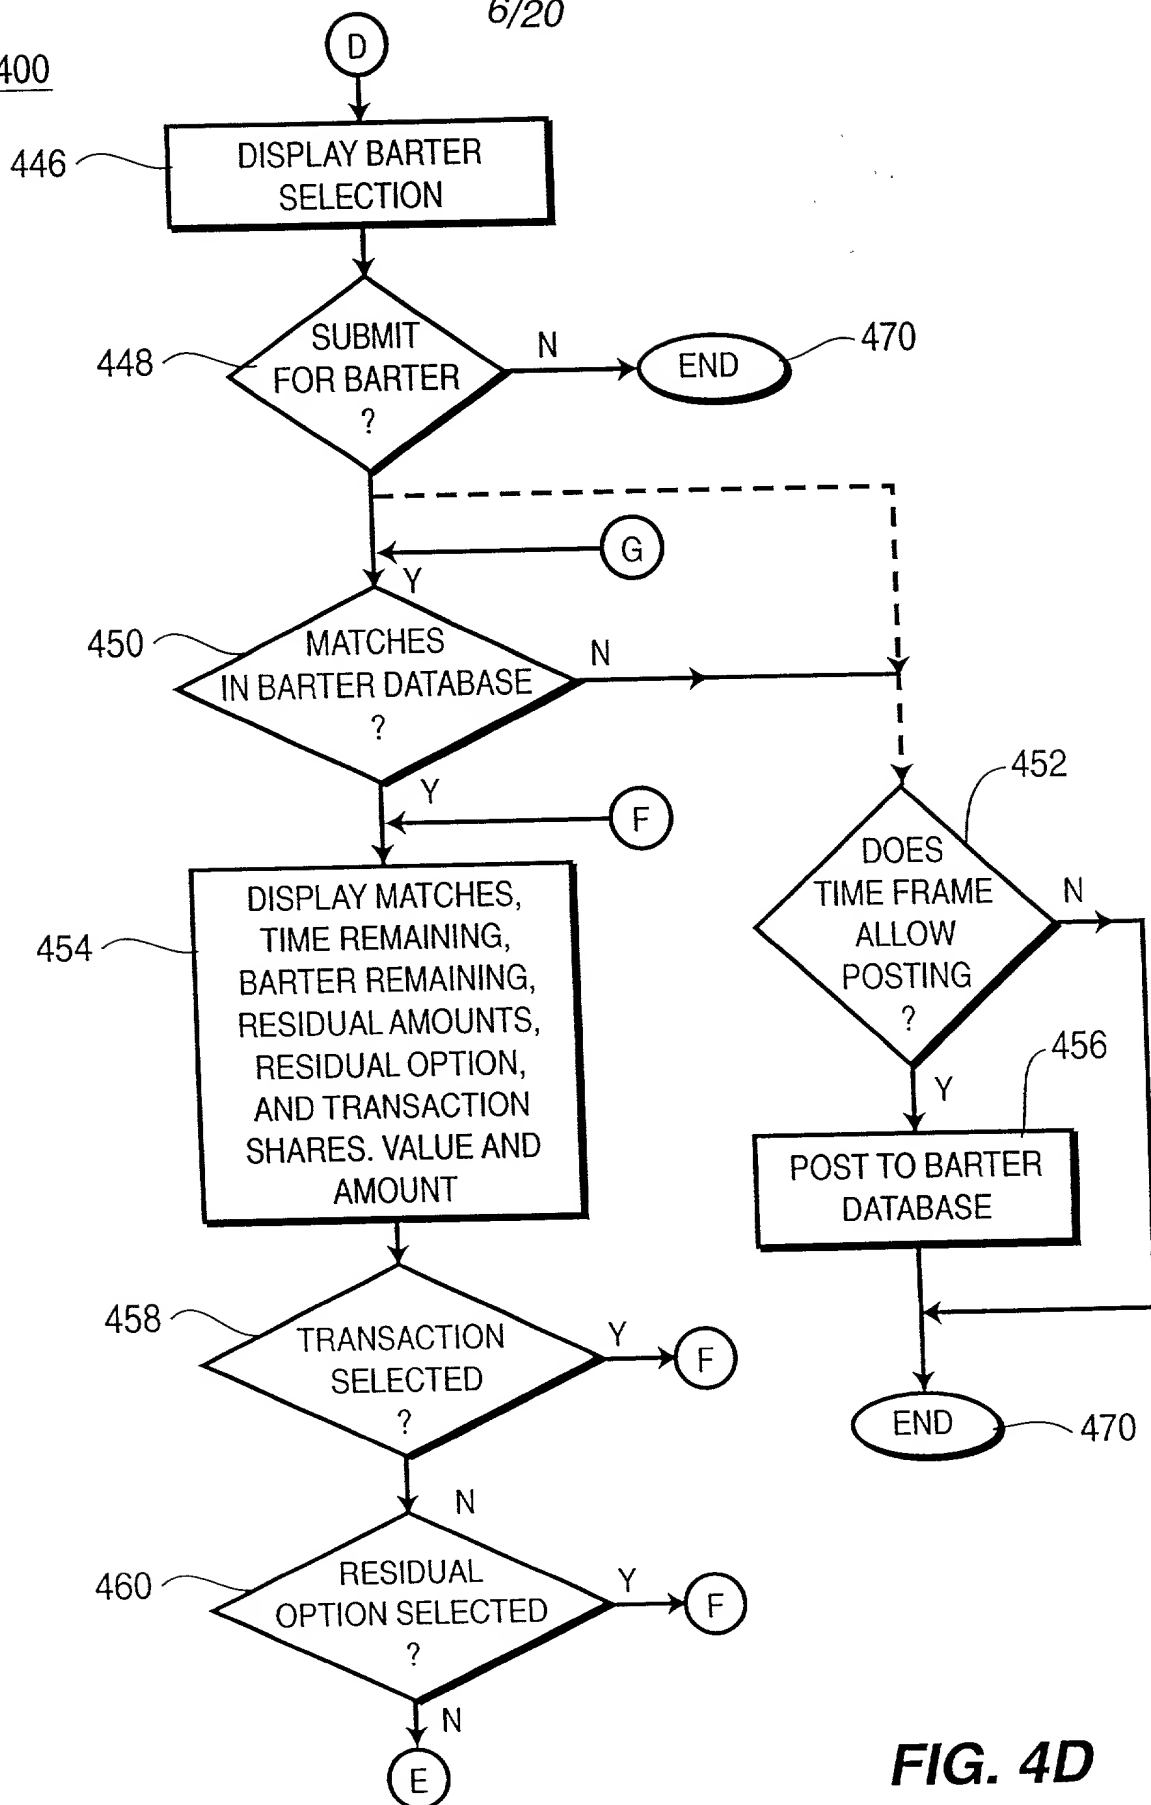 6/20
400
D
446
DISPLAY BARTER
SELECTION
448
SUBMIT
FOR BARTER
?
N
END
470
G
Y
450
MATCHES
IN BARTER DATABASE
?
N
Y
F
452
DOES
TIME FRAME
ALLOW
POSTING
?
N
Y
454
DISPLAY MATCHES,
TIME REMAINING,
BARTER REMAINING,
RESIDUAL AMOUNTS,
RESIDUAL OPTION,
AND TRANSACTION
SHARES. VALUE AND
AMOUNT
456
POST TO BARTER
DATABASE
END
470
458
TRANSACTION
SELECTED
?
Y
F
N
460
RESIDUAL
OPTION SELECTED
?
Y
F
N
E
FIG. 4D